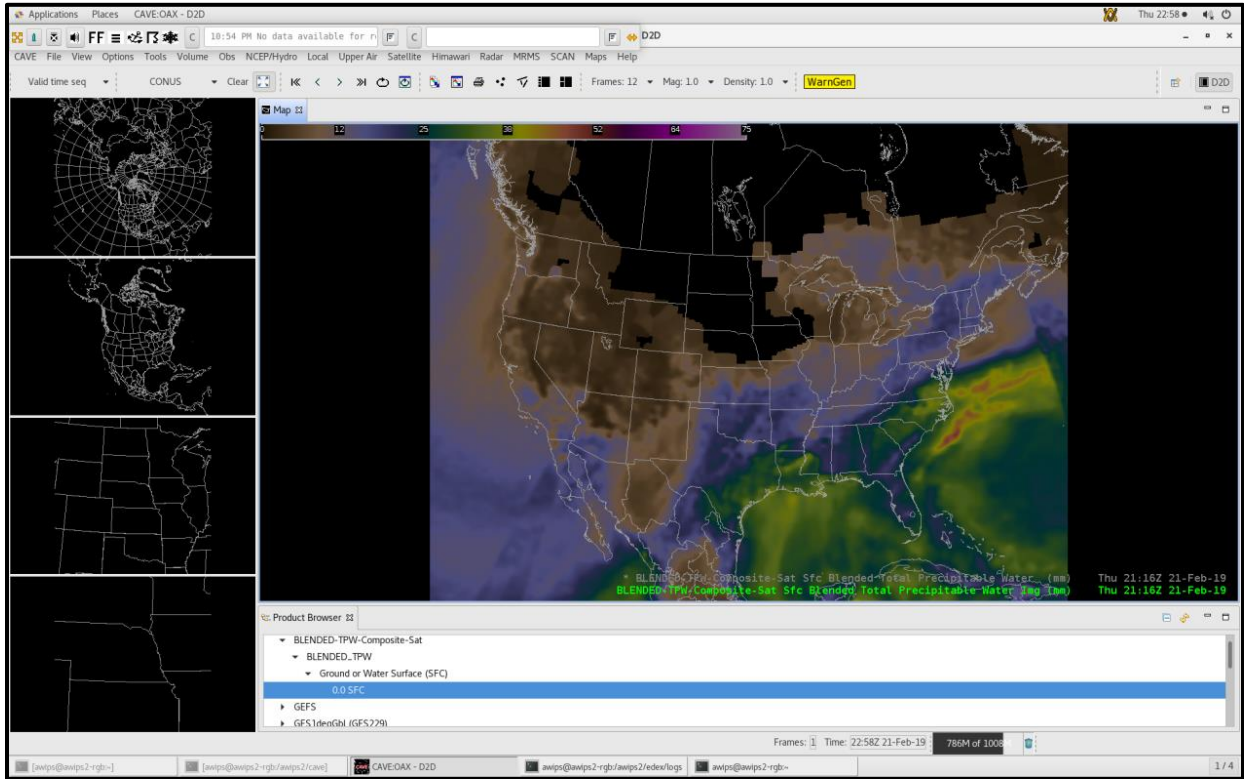 Applications Places CAVE:OAX - D2D Thu 22:58
FF C 10:54 PM No data available for r F C F D2D
CAVE File View Options Tools Volume Obs NCEP/Hydro Local Upper Air Satellite Himawari Radar MRMS SCAN Maps Help
Valid time seq CONUS Clear Frames: 12 Mag: 1.0 Density: 1.0 WarnGen D2D
Map
0 12 25 38 52 64 75
* BLENDED-TPW-Composite-Sat Sfc Blended Total Precipitable Water (mm) Thu 21:16Z 21-Feb-19
BLENDED-TPW-Composite-Sat Sfc Blended Total Precipitable Water Img (mm) Thu 21:16Z 21-Feb-19
Product Browser
BLENDED-TPW-Composite-Sat
BLENDED_TPW
Ground or Water Surface (SFC)
0.0 SFC
GEFS
GFS1degGbl (GFS229)
Frames: 1 Time: 22:58Z 21-Feb-19 786M of 1008
[awips@awips2-rgb:~] [awips@awips2-rgb:/awips2/cave] CAVE:OAX - D2D awips@awips2-rgb:/awips2/edex/logs awips@awips2-rgb:~ 1 / 4